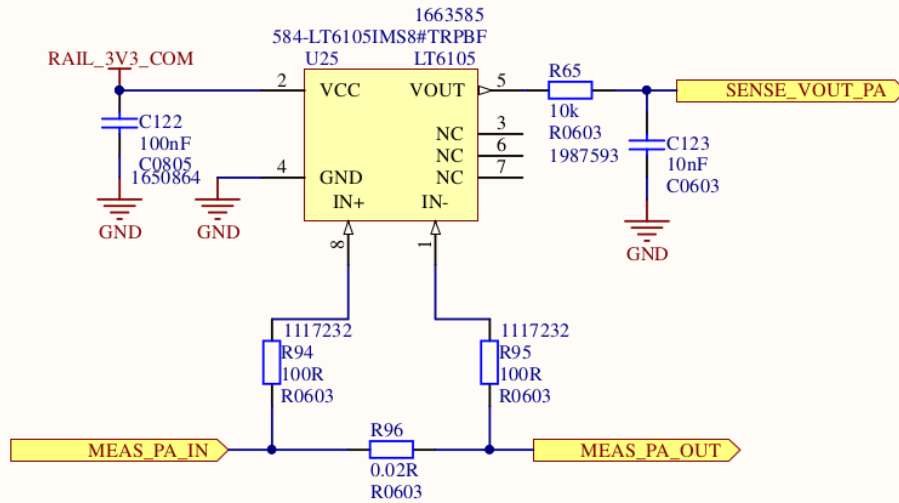 1663585
584-LT6105IMS8#TRPBF
U25 LT6105
RAIL_3V3_COM
2 VCC VOUT 5
R65
10k
R0603
1987593
SENSE_VOUT_PA
C122
100nF
C0805
1650864
NC 3
NC 6
NC 7
4 GND
IN+ IN-
8 1
C123
10nF
C0603
GND
GND
GND
1117232
R94
100R
R0603
1117232
R95
100R
R0603
MEAS_PA_IN
R96
0.02R
R0603
MEAS_PA_OUT